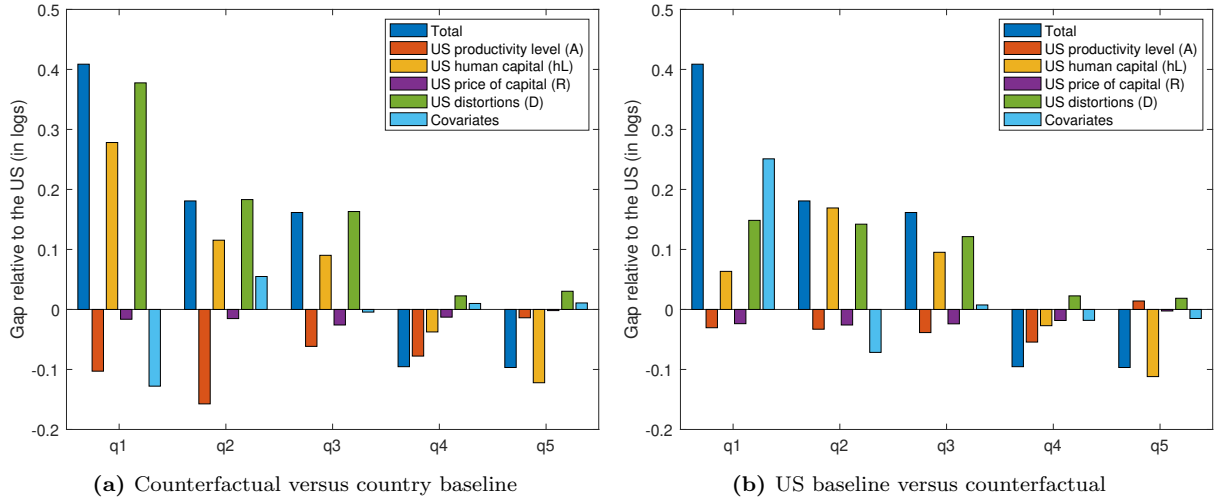 Gap relative to the US (in logs)
0.5
0.4
0.3
0.2
0.1
0
-0.1
-0.2
q1 q2 q3 q4 q5
Total
US productivity level (A)
US human capital (hL)
US price of capital (R)
US distortions (D)
Covariates
(a) Counterfactual versus country baseline
Gap relative to the US (in logs)
0.5
0.4
0.3
0.2
0.1
0
-0.1
-0.2
q1 q2 q3 q4 q5
Total
US productivity level (A)
US human capital (hL)
US price of capital (R)
US distortions (D)
Covariates
(b) US baseline versus counterfactual